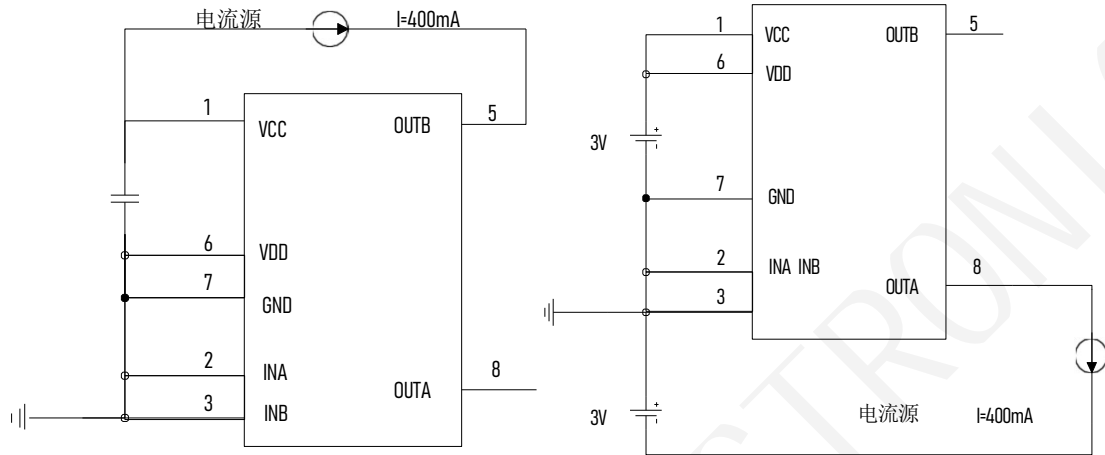 电流源 I=400mA
1 VCC OUTB 5
6 VDD
7 GND
2 INA
3 INB
OUTA 8
1 VCC OUTB 5
6 VDD
3V + -
7 GND
2 INA INB
3
OUTA 8
3V + -
电流源 I=400mA